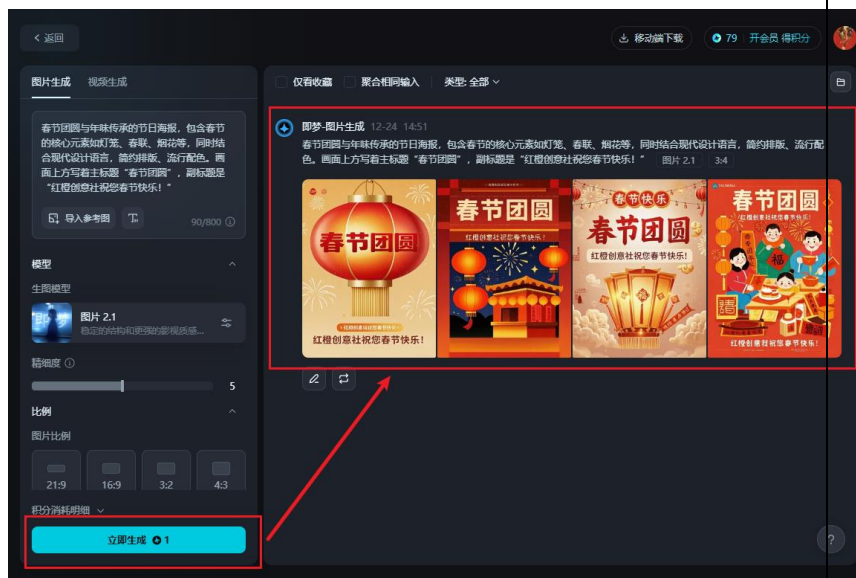 返回
移动端下载
79 开会员 得积分
图片生成 视频生成
春节团圆与年味传承的节日海报，包含春节
的核心元素如灯笼、春联、烟花等，同时结
合现代设计语言，简约排版、流行配色。画
面上方写着主标题“春节团圆”，副标题是
“红橙创意社祝您春节快乐！”
导入参考图
90/800
模型
生图模型
图片 2.1
稳定的结构和更强的影视质感...
精细度
5
比例
图片比例
21:9 16:9 3:2 4:3
积分消耗明细
立即生成 1
仅看收藏 聚合相同输入 类型: 全部
即梦-图片生成 12-24 14:51
春节团圆与年味传承的节日海报，包含春节的核心元素如灯笼、春联、烟花等，同时结合现代设计语言，简约排版、流行配
色。画面上方写着主标题“春节团圆”，副标题是“红橙创意社祝您春节快乐！” 图片 2.1 3:4
春节团圆
红橙创意社祝您春节快乐!
春节团圆
红橙创意社祝您春节快乐!
春节快乐
春节团圆
红橙创意社祝您春节快乐!
春节团圆
红橙创意社祝您春节快乐!
福
?